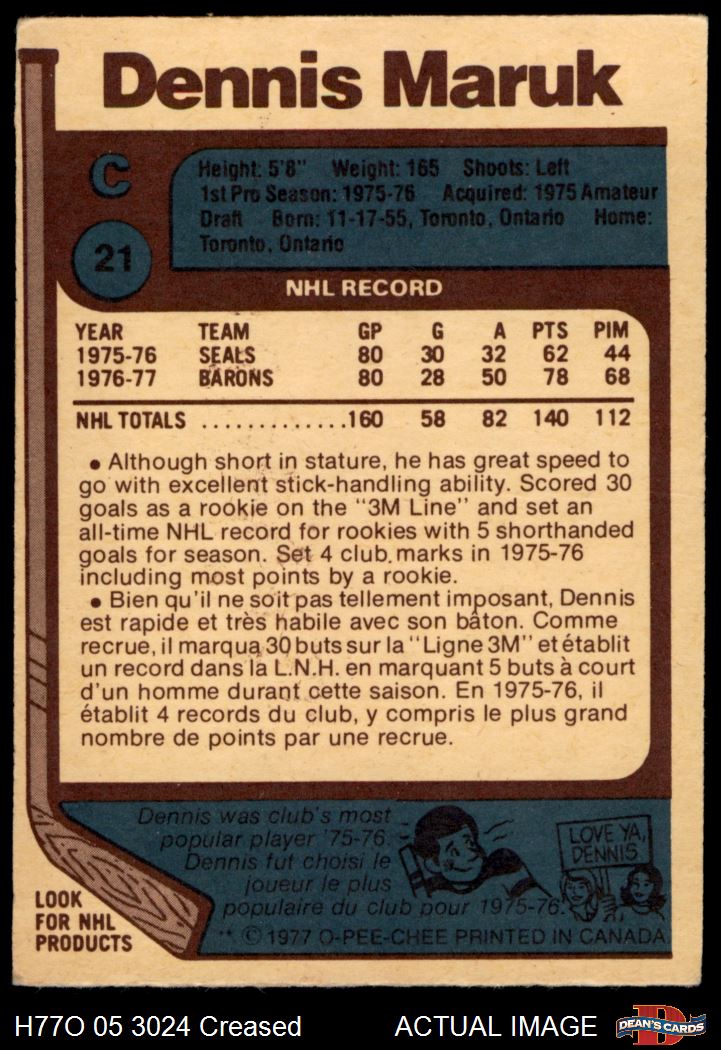 Dennis Maruk
C
Height: 5'8" Weight: 165 Shoots: Left
1st Pro Season: 1975-76 Acquired: 1975 Amateur
Draft Born: 11-17-55, Toronto, Ontario Home:
Toronto, Ontario
21
NHL RECORD
YEAR TEAM GP G A PTS PIM
1975-76 SEALS 80 30 32 62 44
1976-77 BARONS 80 28 50 78 68
NHL TOTALS .............160 58 82 140 112
• Although short in stature, he has great speed to
go with excellent stick-handling ability. Scored 30
goals as a rookie on the "3M Line" and set an
all-time NHL record for rookies with 5 shorthanded
goals for season. Set 4 club marks in 1975-76
including most points by a rookie.
• Bien qu'il ne soit pas tellement imposant, Dennis
est rapide et très habile avec son bâton. Comme
recrue, il marqua 30 buts sur la "Ligne 3M" et établit
un record dans la L.N.H. en marquant 5 buts à court
d'un homme durant cette saison. En 1975-76, il
établit 4 records du club, y compris le plus grand
nombre de points par une recrue.
Dennis was club's most
popular player '75-76.
Dennis fut choisi le
joueur le plus
populaire du club pour 1975-76.
LOVE YA,
DENNIS
LOOK
FOR NHL
PRODUCTS
** © 1977 O-PEE-CHEE PRINTED IN CANADA
H77O 05 3024 Creased ACTUAL IMAGE
D
DEAN'S CARDS